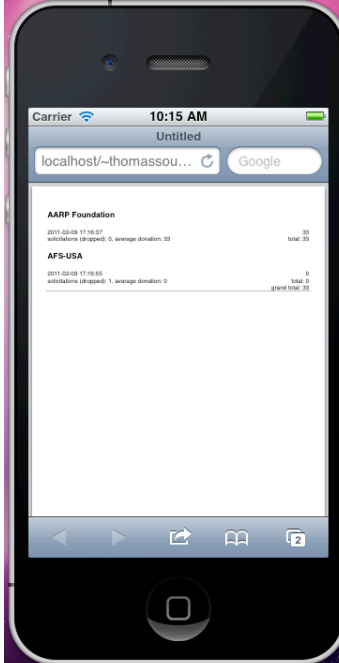 Carrier 10:15 AM
Untitled
localhost/~thomassou... Google
AARP Foundation
2011-02-09 17:16:37 33
solicitations (dropped): 0, average donation: 33 total: 33
AFS-USA
2011-02-09 17:16:55 0
solicitations (dropped): 1, average donation: 0 total: 0
grand total: 33
2